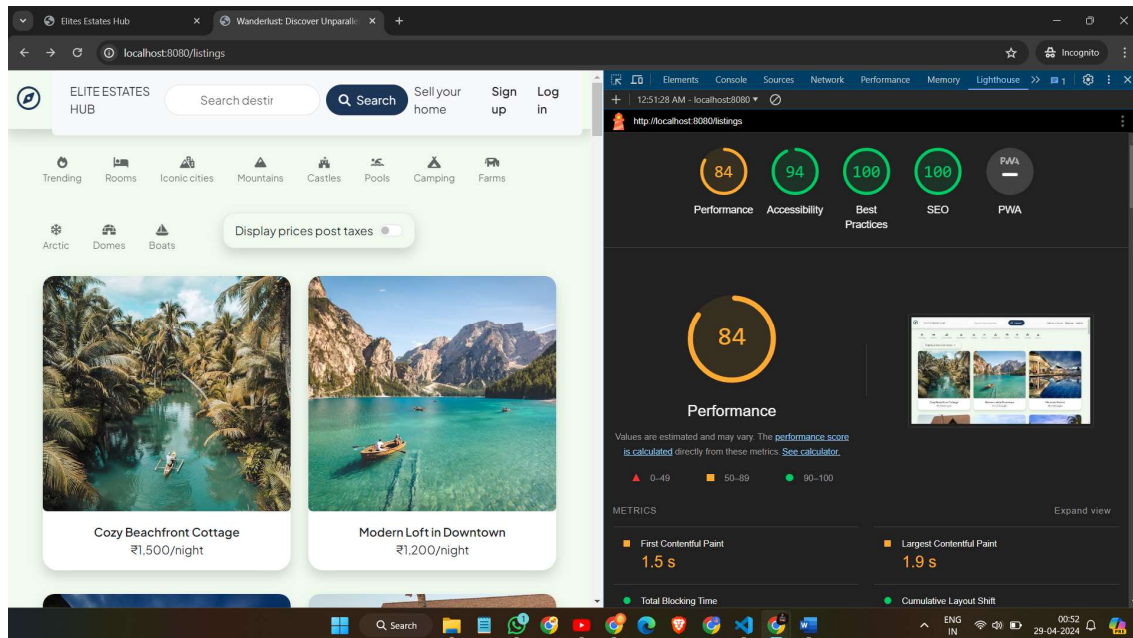 Elites Estates Hub
Wanderlust: Discover Unparalle
localhost:8080/listings
Incognito
ELITE ESTATES
HUB
Search destir
Search
Sell your
home
Sign
up
Log
in
Trending
Rooms
Iconic cities
Mountains
Castles
Pools
Camping
Farms
Arctic
Domes
Boats
Display prices post taxes
Cozy Beachfront Cottage
₹1,500/night
Modern Loft in Downtown
₹1,200/night
Elements
Console
Sources
Network
Performance
Memory
Lighthouse
1
12:51:28 AM - localhost:8080
http://localhost:8080/listings
84
Performance
94
Accessibility
100
Best
Practices
100
SEO
PWA
PWA
84
Performance
Values are estimated and may vary. The performance score
is calculated directly from these metrics. See calculator.
0–49
50–89
90–100
METRICS
Expand view
First Contentful Paint
1.5 s
Largest Contentful Paint
1.9 s
Total Blocking Time
Cumulative Layout Shift
Search
ENG
IN
00:52
29-04-2024